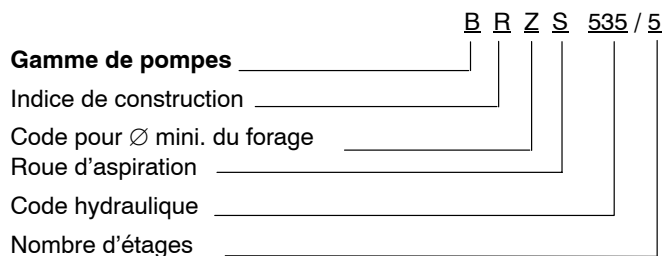 B R Z S 535 / 5
Gamme de pompes
Indice de construction
Code pour ∅ mini. du forage
Roue d'aspiration
Code hydraulique
Nombre d'étages